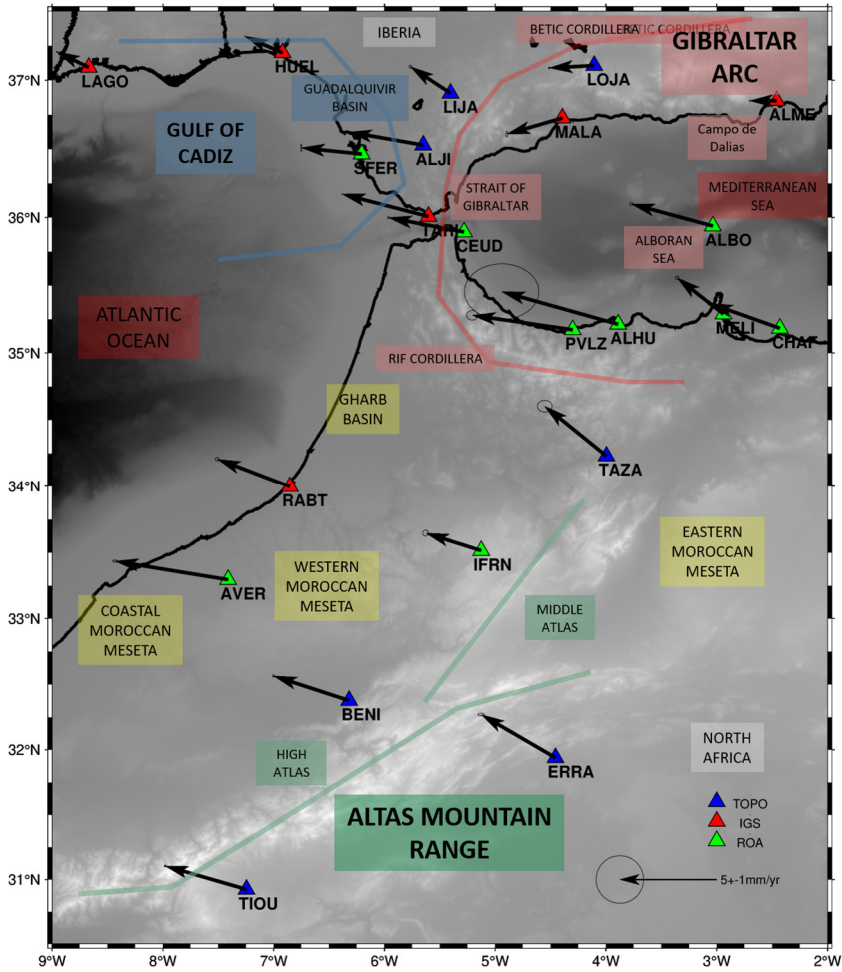 IBERIA
BETIC CORDILLERA
BETIC CORDILLERA
GIBRALTAR
ARC
37°N
LAGO
HUEL
GUADALQUIVIR
BASIN
LIJA
LOJA
ALME
GULF OF
CADIZ
SFER
ALJI
MALA
Campo de
Dalias
36°N
STRAIT OF
GIBRALTAR
MEDITERRANEAN
SEA
TARI
CEUD
ALBO
ALBORAN
SEA
ATLANTIC
OCEAN
35°N
PVLZ
ALHU
MELI
CHAF
RIF CORDILLERA
GHARB
BASIN
TAZA
34°N
RABT
EASTERN
MOROCCAN
MESETA
IFRN
WESTERN
MOROCCAN
MESETA
AVER
COASTAL
MOROCCAN
MESETA
33°N
MIDDLE
ATLAS
BENI
32°N
HIGH
ATLAS
ERRA
NORTH
AFRICA
TOPO
IGS
ROA
ALTAS MOUNTAIN
RANGE
31°N
TIOU
5+-1mm/yr
9°W 8°W 7°W 6°W 5°W 4°W 3°W 2°W